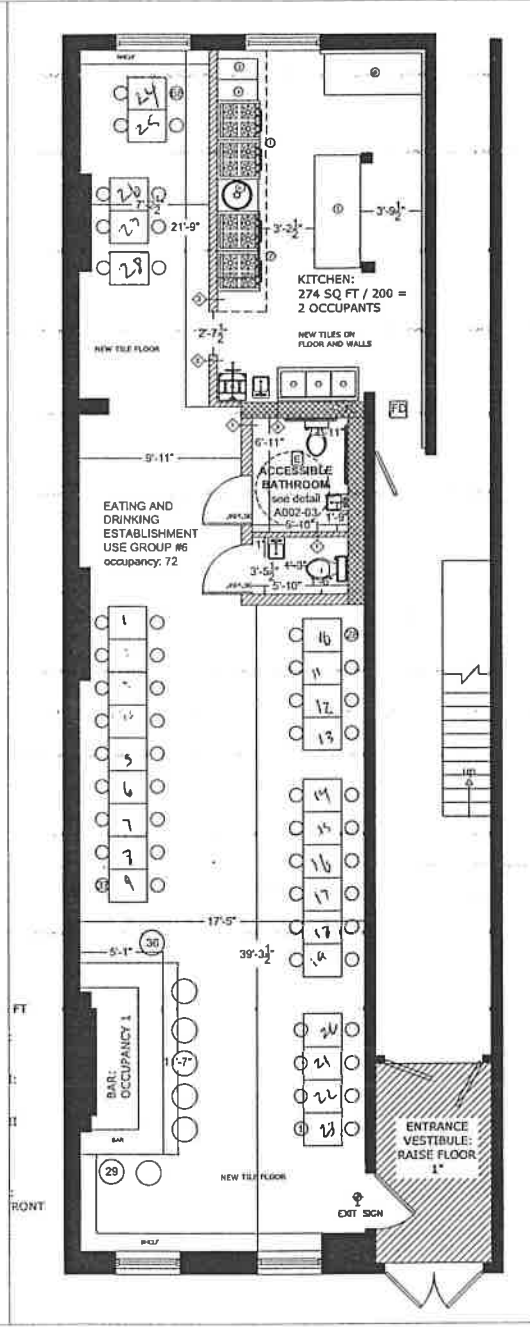 SHELF
24
25
26
7'-2½"
27
21'-9"
28
3'-2½"
3'-9½"
KITCHEN:
274 SQ FT / 200 =
2 OCCUPANTS
2'-7½"
NEW TILES ON
FLOOR AND WALLS
NEW TILE FLOOR
FD
6'-11"
9'-11"
E
ACCESSIBLE
BATHROOM
see detail
A002-03
5'-10"
EATING AND
DRINKING
ESTABLISHMENT
USE GROUP #6
occupancy: 72
3'-5½"
4'-0"
5'-10"
1
10
11
12
13
5
6
7
8
9
14
15
16
17
18
19
UP
17'-5"
30
5'-1"
39'-3½"
FT
BAR:
OCCUPANCY 1
20
21
22
23
BAR
29
NEW TILE FLOOR
ENTRANCE
VESTIBULE:
RAISE FLOOR
1"
RONT
EXIT SIGN
SHELF